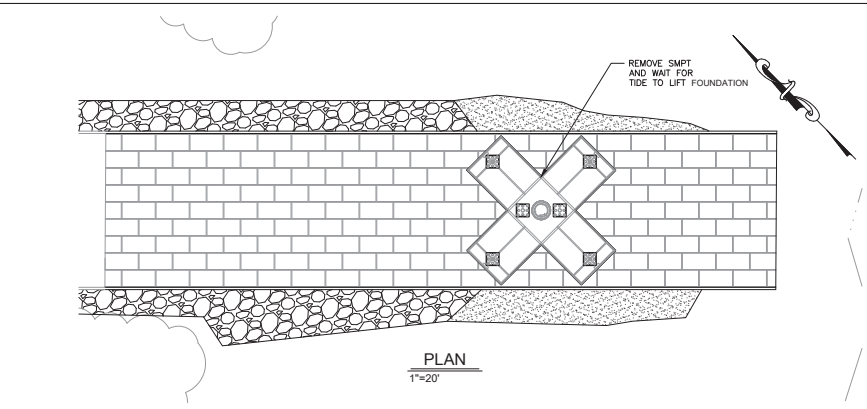 REMOVE SMPT
AND WAIT FOR
TIDE TO LIFT FOUNDATION
PLAN
1"=20'